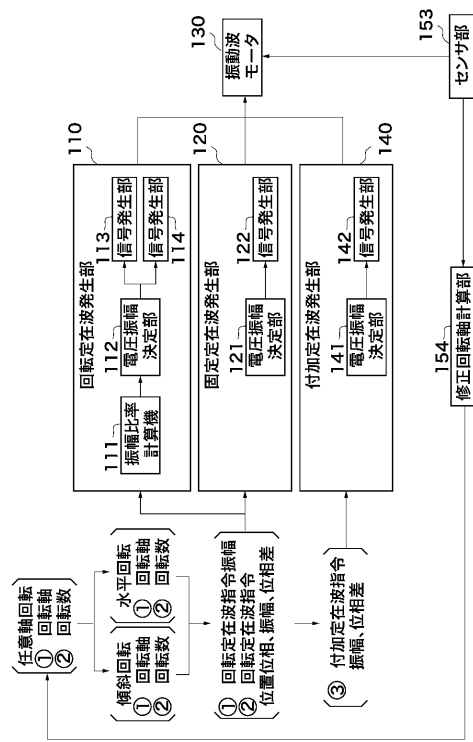 任意軸回転
① 回転軸
② 回転数
傾斜回転
① 回転軸
② 回転数
水平回転
① 回転軸
② 回転数
① 回転定在波指令振幅
② 回転定在波指令
位置位相、振幅、位相差
③ 付加定在波指令
振幅、位相差
110
回転定在波発生部
111
振幅比率
計算機
112
電圧振幅
決定部
113
信号発生部
114
信号発生部
120
固定定在波発生部
121
電圧振幅
決定部
122
信号発生部
140
付加定在波発生部
141
電圧振幅
決定部
142
信号発生部
130
振動波
モータ
153
センサ部
154
修正回転軸計算部